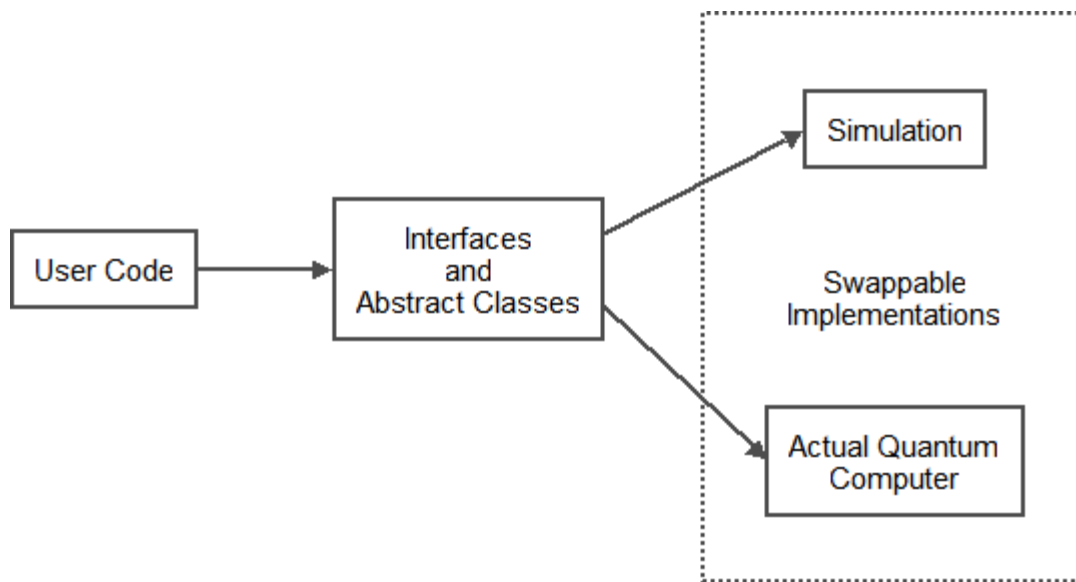 User Code
Interfaces
and
Abstract Classes
Simulation
Swappable
Implementations
Actual Quantum
Computer